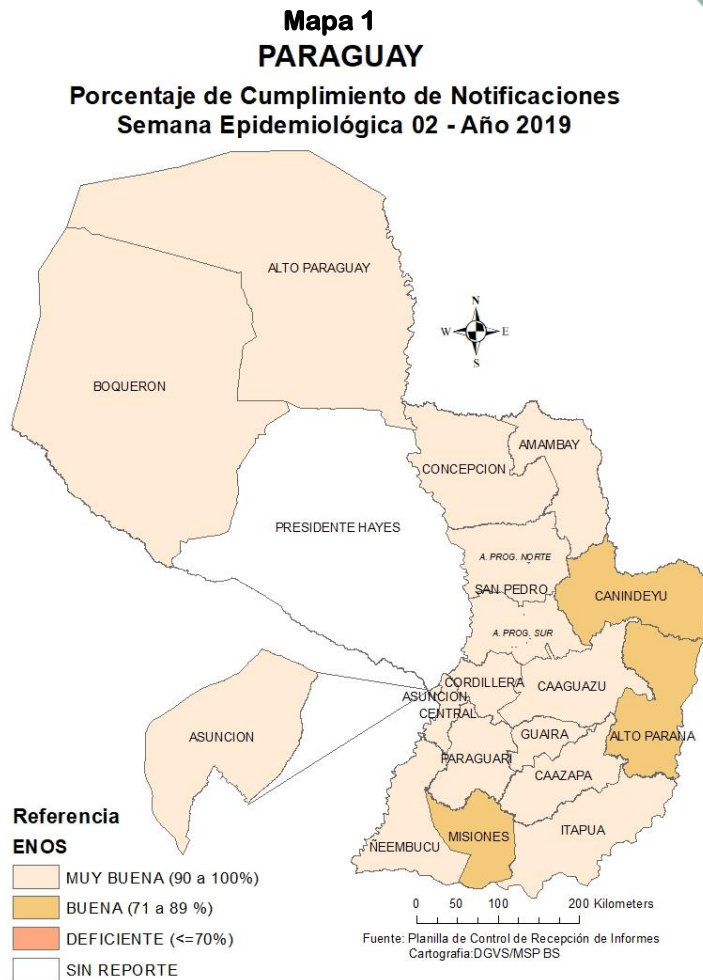 Mapa 1
PARAGUAY
Porcentaje de Cumplimiento de Notificaciones
Semana Epidemiológica 02 - Año 2019
ALTO PARAGUAY
N
W E
S
BOQUERON
AMAMBAY
CONCEPCION
PRESIDENTE HAYES
A. PROG. NORTE
SAN PEDRO
CANINDEYU
A. PROG. SUR
CORDILLERA
CAAGUAZU
ASUNCION
CENTRAL
ASUNCION
GUAIRA
ALTO PARANA
PARAGUARI
CAAZAPA
ITAPUA
MISIONES
ÑEEMBUCU
Referencia
ENOS
MUY BUENA (90 a 100%)
BUENA (71 a 89 %)
DEFICIENTE (<=70%)
SIN REPORTE
0 50 100 200 Kilometers
Fuente: Planilla de Control de Recepción de Informes
Cartografia:DGVS/MSP BS